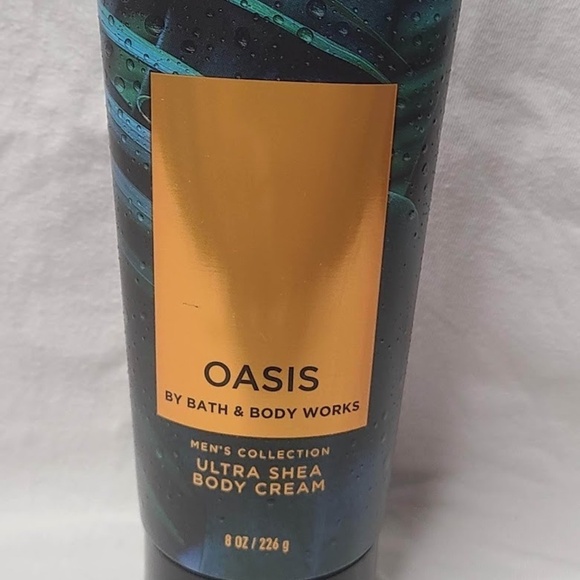 OASIS
BY BATH & BODY WORKS
MEN'S COLLECTION
ULTRA SHEA
BODY CREAM
8 OZ / 226 g